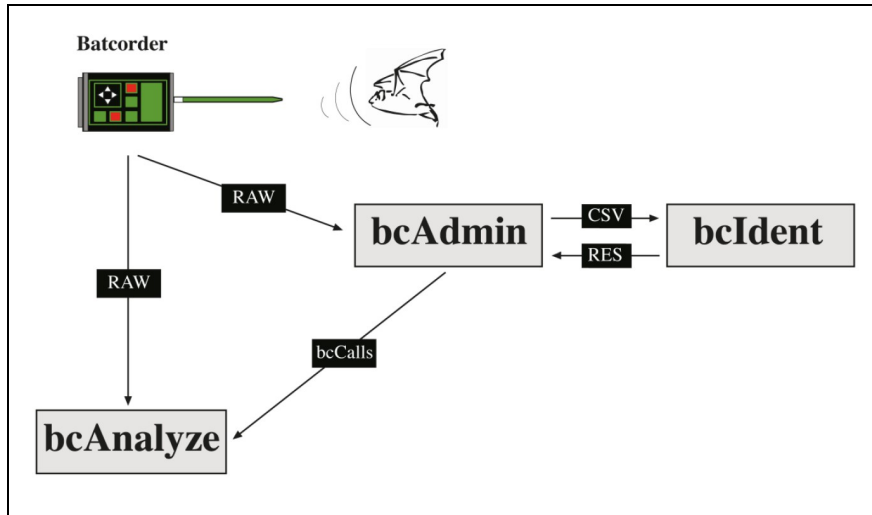 Batcorder
RAW
bcAdmin
CSV
bcIdent
RES
RAW
bcCalls
bcAnalyze